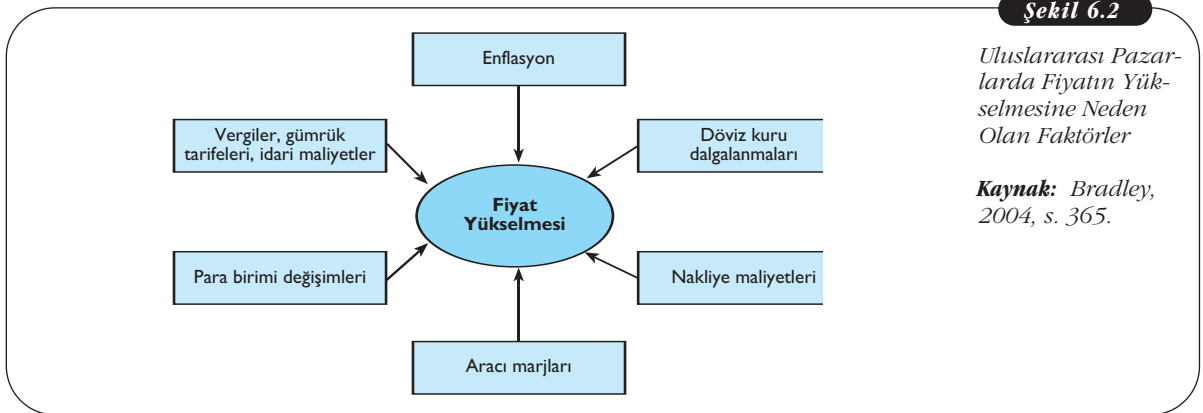 Şekil 6.2
Uluslararası Pazar-
larda Fiyatın Yük-
selmesine Neden
Olan Faktörler
Kaynak: Bradley,
2004, s. 365.
Enflasyon
Vergiler, gümrük
tarifeleri, idari maliyetler
Döviz kuru
dalgalanmaları
Fiyat
Yükselmesi
Para birimi değişimleri
Nakliye maliyetleri
Aracı marjları